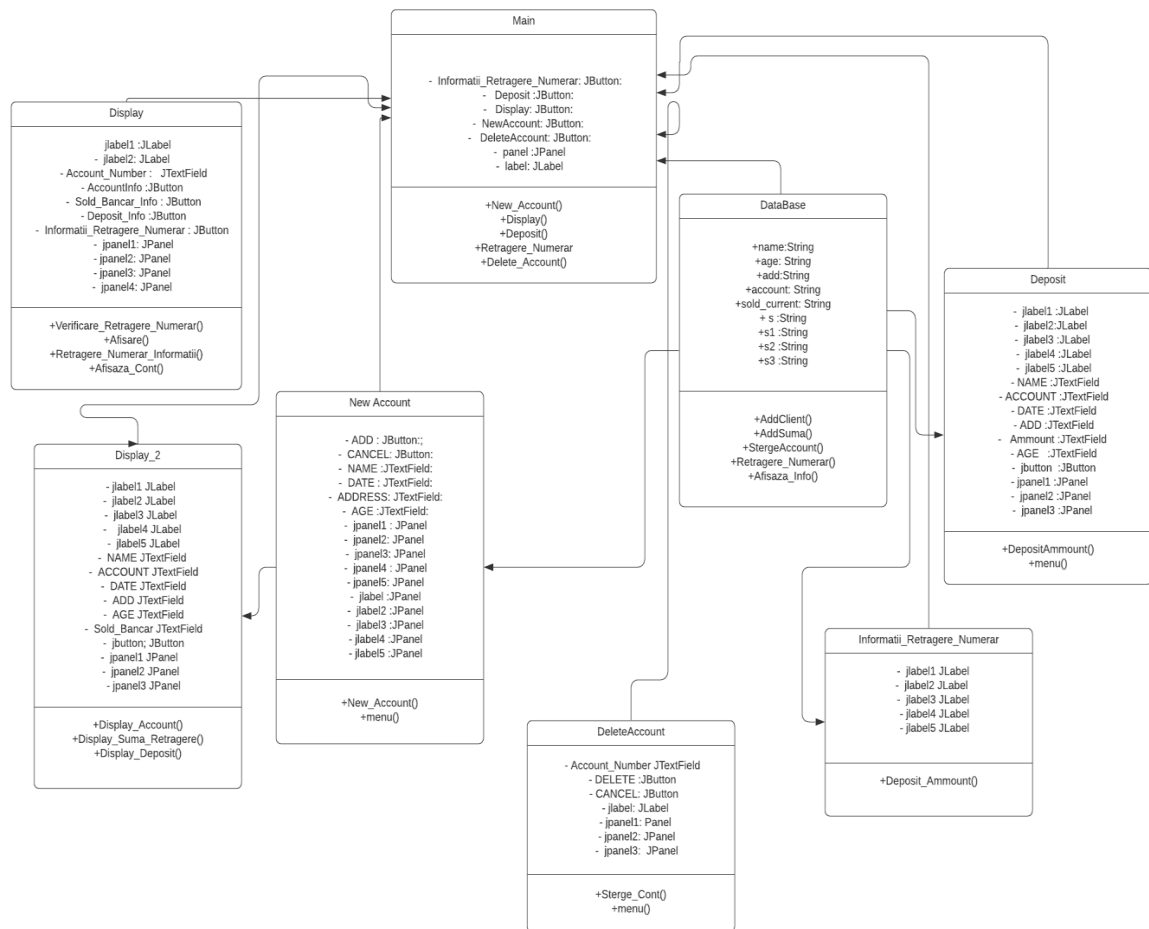 Main
- Informatii_Retragere_Numerar: JButton:
- Deposit :JButton:
- Display: JButton:
- NewAccount: JButton:
- DeleteAccount: JButton:
- panel :JPanel
- label: JLabel
+New_Account()
+Display()
+Deposit()
+Retragere_Numerar
+Delete_Account()
Display
jlabel1 :JLabel
- jlabel2: JLabel
- Account_Number : JTextField
- AccountInfo :JButton
- Sold_Bancar_Info : JButton
- Deposit_Info :JButton
- Informatii_Retragere_Numerar : JButton
- jpanel1: JPanel
- jpanel2: JPanel
- jpanel3: JPanel
- jpanel4: JPanel
+Verificare_Retragere_Numerar()
+Afisare()
+Retragere_Numerar_Informatii()
+Afisaza_Cont()
DataBase
+name:String
+age: String
+add:String
+account: String
+sold_current: String
+ s :String
+s1 :String
+s2 :String
+s3 :String
+AddClient()
+AddSuma()
+StergeAccount()
+Retragere_Numerar()
+Afisaza_Info()
Deposit
- jlabel1 :JLabel
- jlabel2:JLabel
- jlabel3 :JLabel
- jlabel4 :JLabel
- jlabel5 :JLabel
- NAME :JTextField
- ACCOUNT :JTextField
- DATE :JTextField
- ADD :JTextField
- Ammount :JTextField
- AGE :JTextField
- jbutton :JButton
- jpanel1 :JPanel
- jpanel2 :JPanel
- jpanel3 :JPanel
+DepositAmmount()
+menu()
New Account
- ADD : JButton:;
- CANCEL: JButton:
- NAME :JTextField:
- DATE : JTextField:
- ADDRESS: JTextField:
- AGE :JTextField:
- jpanel1 : JPanel
- jpanel2: JPanel
- jpanel3: JPanel
- jpanel4 : JPanel
- jpanel5: JPanel
- jlabel :JPanel
- jlabel2 :JPanel
- jlabel3 :JPanel
- jlabel4 :JPanel
- jlabel5 :JPanel
+New_Account()
+menu()
Display_2
- jlabel1 JLabel
- jlabel2 JLabel
- jlabel3 JLabel
- jlabel4 JLabel
- jlabel5 JLabel
- NAME JTextField
- ACCOUNT JTextField
- DATE JTextField
- ADD JTextField
- AGE JTextField
- Sold_Bancar JTextField
- jbutton; JButton
- jpanel1 JPanel
- jpanel2 JPanel
- jpanel3 JPanel
+Display_Account()
+Display_Suma_Retragere()
+Display_Deposit()
Informatii_Retragere_Numerar
- jlabel1 JLabel
- jlabel2 JLabel
- jlabel3 JLabel
- jlabel4 JLabel
- jlabel5 JLabel
+Deposit_Ammount()
DeleteAccount
- Account_Number JTextField
- DELETE :JButton
- CANCEL: JButton
- jlabel: JLabel
- jpanel1: Panel
- jpanel2: JPanel
- jpanel3: JPanel
+Sterge_Cont()
+menu()